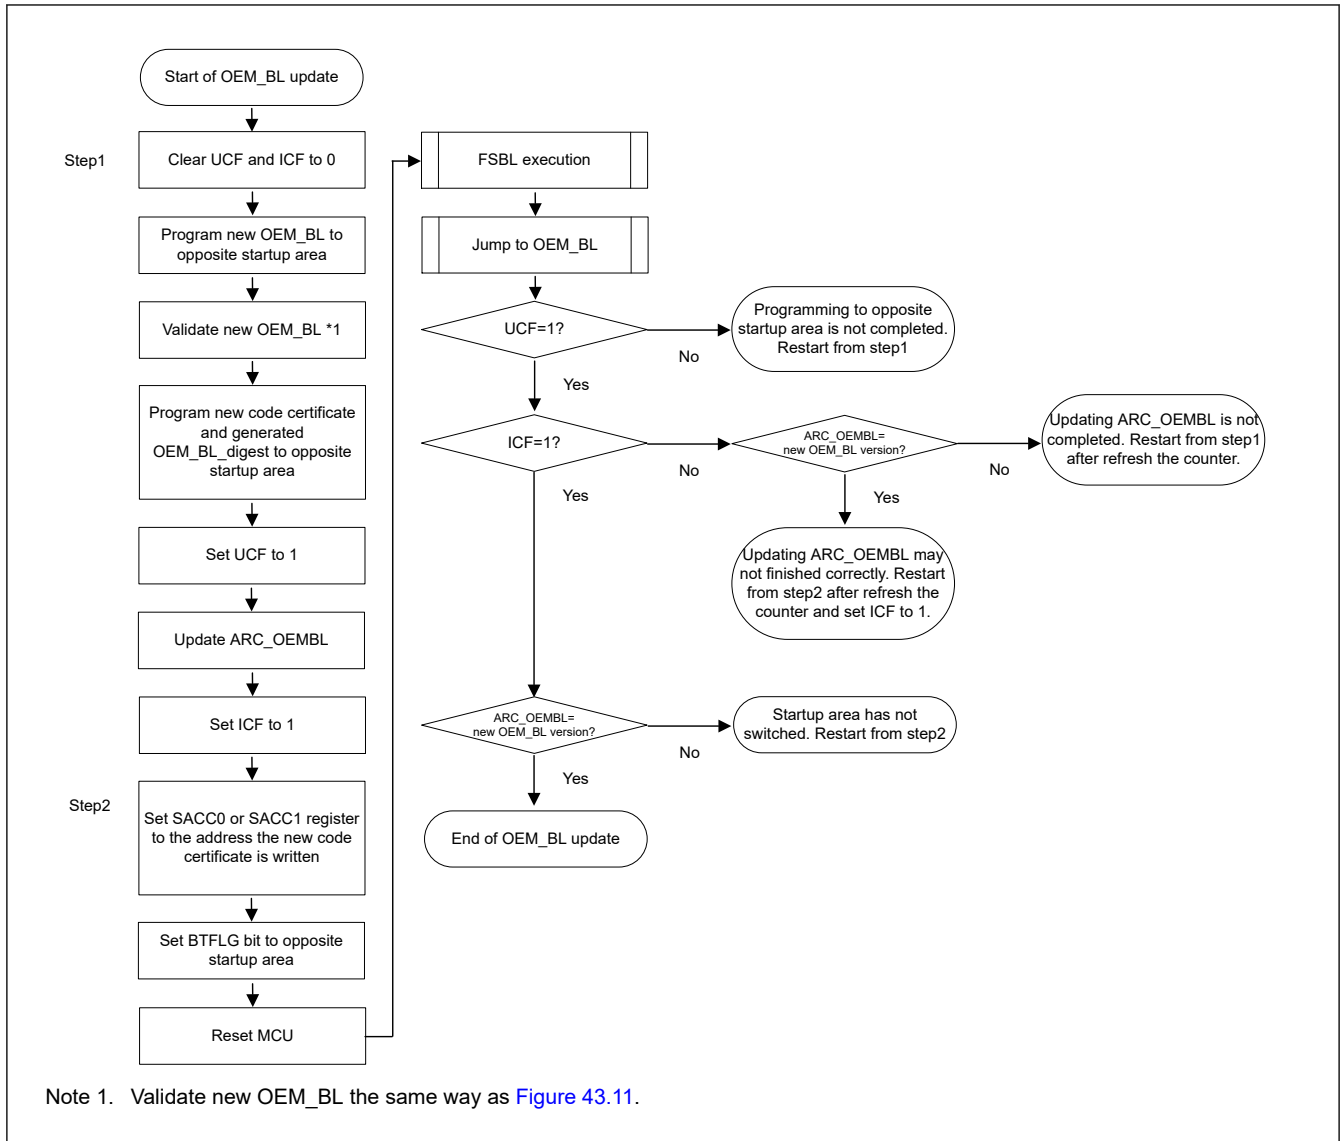 Start of OEM_BL update
Step1
Clear UCF and ICF to 0
Program new OEM_BL to
opposite startup area
Validate new OEM_BL *1
Program new code certificate
and generated
OEM_BL_digest to opposite
startup area
Set UCF to 1
Update ARC_OEMBL
Set ICF to 1
Step2
Set SACC0 or SACC1 register
to the address the new code
certificate is written
Set BTFLG bit to opposite
startup area
Reset MCU
FSBL execution
Jump to OEM_BL
UCF=1?
No
Programming to opposite
startup area is not completed.
Restart from step1
Yes
ICF=1?
No
ARC_OEMBL=
new OEM_BL version?
No
Updating ARC_OEMBL is not
completed. Restart from step1
after refresh the counter.
Yes
Updating ARC_OEMBL may
not finished correctly. Restart
from step2 after refresh the
counter and set ICF to 1.
Yes
ARC_OEMBL=
new OEM_BL version?
No
Startup area has not
switched. Restart from step2
Yes
End of OEM_BL update
Note 1. Validate new OEM_BL the same way as Figure 43.11.